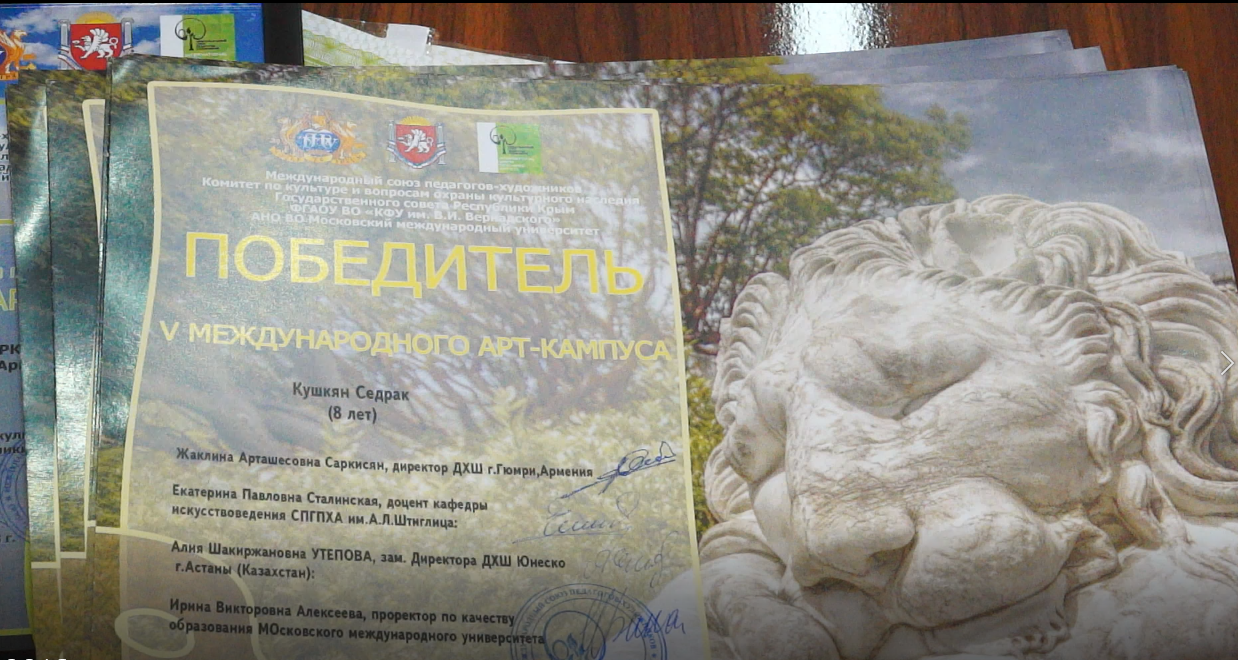 Международный союз педагогов-художников
Комитет по культуре и вопросам охраны культурного наследия
Государственного совета Республики Крым
ФГАОУ ВО «КФУ им. В.И. Вернадского»
АНО ВО Московский международный университет
ПОБЕДИТЕЛЬ
V МЕЖДУНАРОДНОГО АРТ-КАМПУСА
Кушкян Седрак
(8 лет)
Жаклина Арташесовна Саркисян, директор ДХШ г.Гюмри,Армения
Екатерина Павловна Сталинская, доцент кафедры
искусствоведения СПГПХА им.А.Л.Штиглица:
Алия Шакиржановна УТЕПОВА, зам. Директора ДХШ Юнеско
г.Астаны (Казахстан):
Ирина Викторовна Алексеева, проректор по качеству
образования МОсковского международного университета